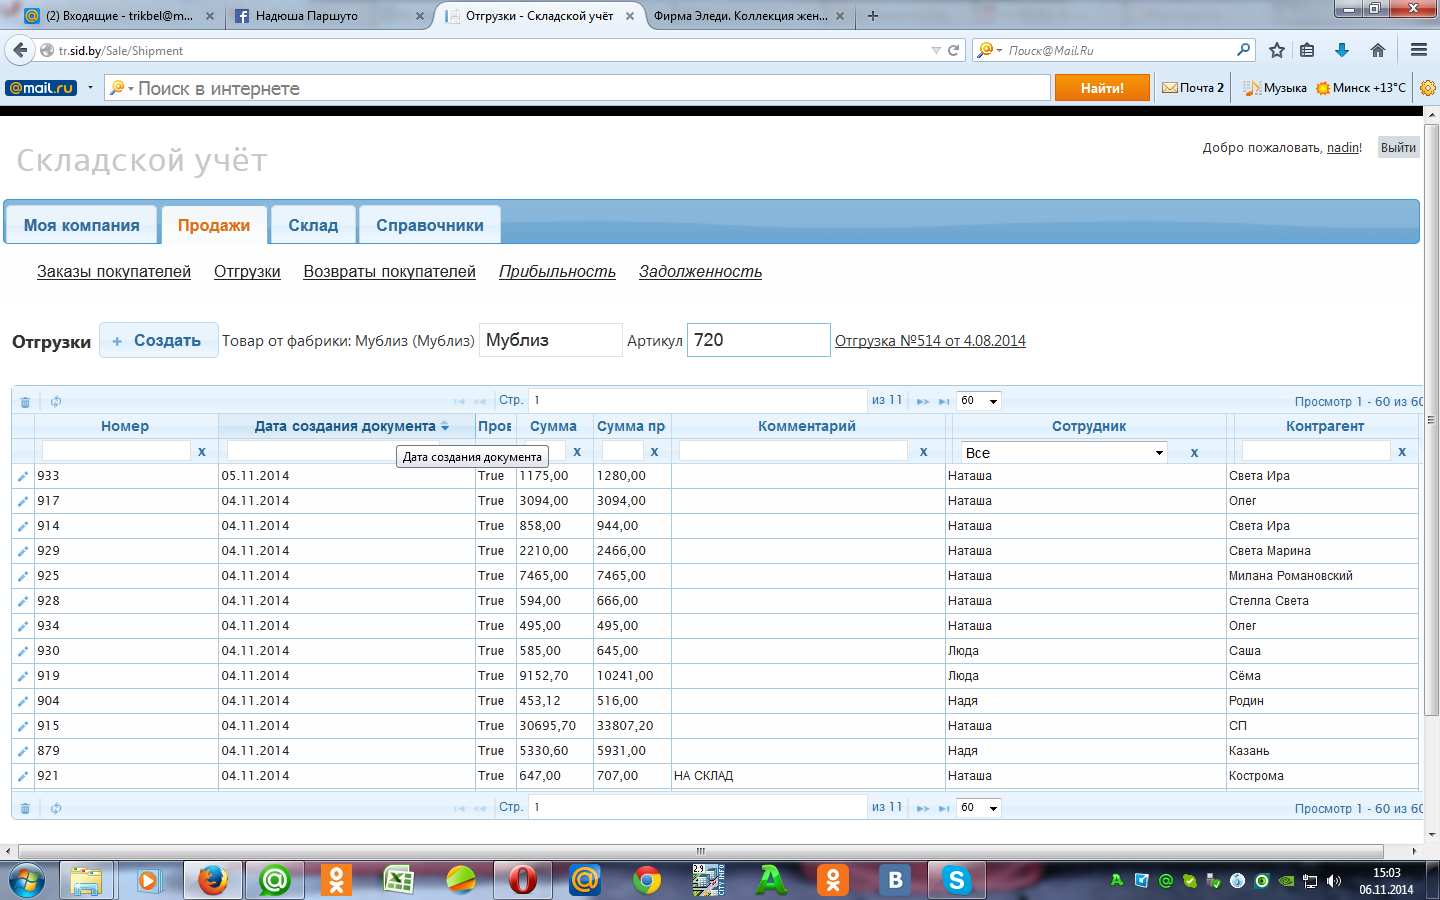 (2) Входящие - trikbel@m...
Надюша Паршуто
Отгрузки - Складской учёт
Фирма Эледи. Коллекция жен...
tr.sid.by/Sale/Shipment
Поиск@Mail.Ru
@mail.ru
Поиск в интернете
Найти!
Почта 2
Музыка
Минск +13°C
Складской учёт
Добро пожаловать, nadin!
Выйти
Моя компания
Продажи
Склад
Справочники
Заказы покупателей
Отгрузки
Возвраты покупателей
Прибыльность
Задолженность
Отгрузки
+ Создать
Товар от фабрики: Мублиз (Мублиз)
Мублиз
Артикул
720
Отгрузка №514 от 4.08.2014
Стр. 1 из 11 60 Просмотр 1 - 60 из 60
Номер Дата создания документа Пров Сумма Сумма пр Комментарий Сотрудник Контрагент
x x x x Все x x
Дата создания документа
933 05.11.2014 True 1175,00 1280,00 Наташа Света Ира
917 04.11.2014 True 3094,00 3094,00 Наташа Олег
914 04.11.2014 True 858,00 944,00 Наташа Света Ира
929 04.11.2014 True 2210,00 2466,00 Наташа Света Марина
925 04.11.2014 True 7465,00 7465,00 Наташа Милана Романовский
928 04.11.2014 True 594,00 666,00 Наташа Стелла Света
934 04.11.2014 True 495,00 495,00 Наташа Олег
930 04.11.2014 True 585,00 645,00 Люда Саша
919 04.11.2014 True 9152,70 10241,00 Люда Сёма
904 04.11.2014 True 453,12 516,00 Надя Родин
915 04.11.2014 True 30695,70 33807,20 Наташа СП
879 04.11.2014 True 5330,60 5931,00 Надя Казань
921 04.11.2014 True 647,00 707,00 НА СКЛАД Наташа Кострома
Стр. 1 из 11 60 Просмотр 1 - 60 из 60
15:03
06.11.2014